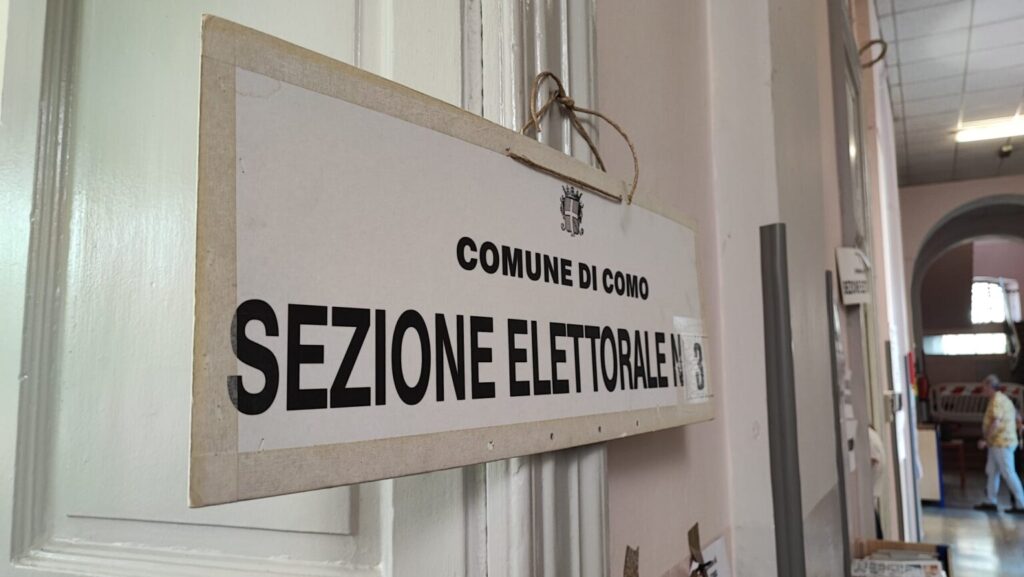 COMUNE DI COMO
SEZIONE ELETTORALE N 3